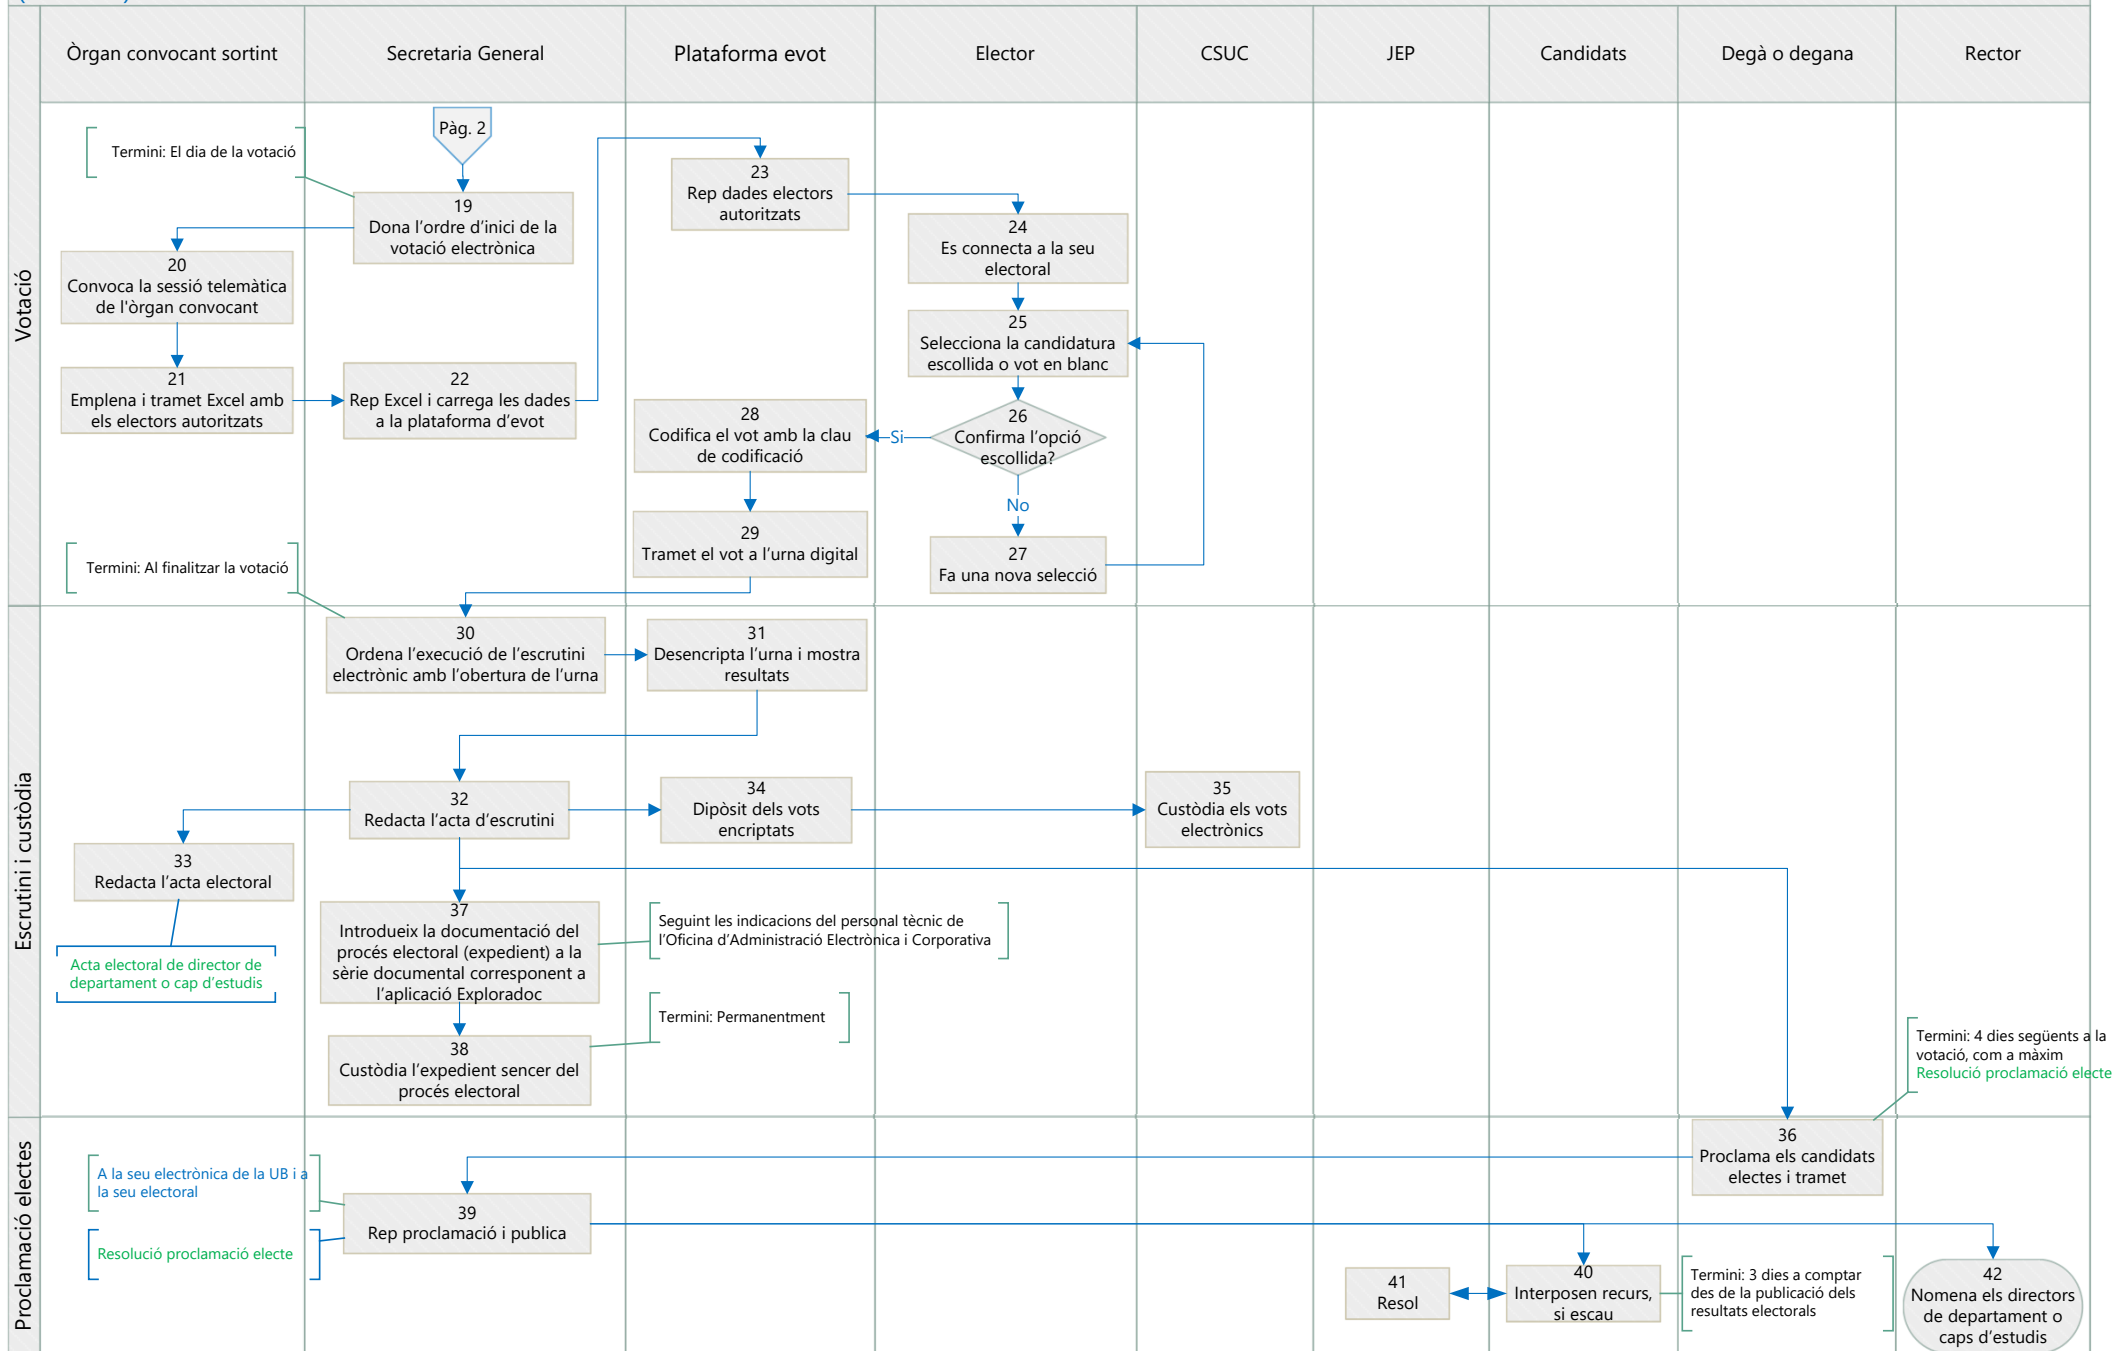 Òrgan convocant sortint
Secretaria General
Plataforma evot
Elector
CSUC
JEP
Candidats
Degà o degana
Rector
Votació
Pàg. 2
Termini: El dia de la votació
19
Dona l’ordre d’inici de la
votació electrònica
20
Convoca la sessió telemàtica
de l'òrgan convocant
21
Emplena i tramet Excel amb
els electors autoritzats
22
Rep Excel i carrega les dades
a la plataforma d’evot
23
Rep dades electors
autoritzats
24
Es connecta a la seu
electoral
25
Selecciona la candidatura
escollida o vot en blanc
26
Confirma l’opció
escollida?
Si
No
27
Fa una nova selecció
28
Codifica el vot amb la clau
de codificació
29
Tramet el vot a l’urna digital
Termini: Al finalitzar la votació
Escrutini i custòdia
30
Ordena l’execució de l’escrutini
electrònic amb l’obertura de l’urna
31
Desencripta l’urna i mostra
resultats
32
Redacta l’acta d’escrutini
33
Redacta l’acta electoral
Acta electoral de director de
departament o cap d’estudis
34
Dipòsit dels vots
encriptats
35
Custòdia els vots
electrònics
37
Introdueix la documentació del
procés electoral (expedient) a la
sèrie documental corresponent a
l’aplicació Exploradoc
Seguint les indicacions del personal tècnic de
l’Oficina d’Administració Electrònica i Corporativa
38
Custòdia l’expedient sencer del
procés electoral
Termini: Permanentment
Termini: 4 dies següents a la
votació, com a màxim
Resolució proclamació electe
Proclamació electes
36
Proclama els candidats
electes i tramet
A la seu electrònica de la UB i a
la seu electoral
Resolució proclamació electe
39
Rep proclamació i publica
41
Resol
40
Interposen recurs,
si escau
Termini: 3 dies a comptar
des de la publicació dels
resultats electorals
42
Nomena els directors
de departament o
caps d’estudis